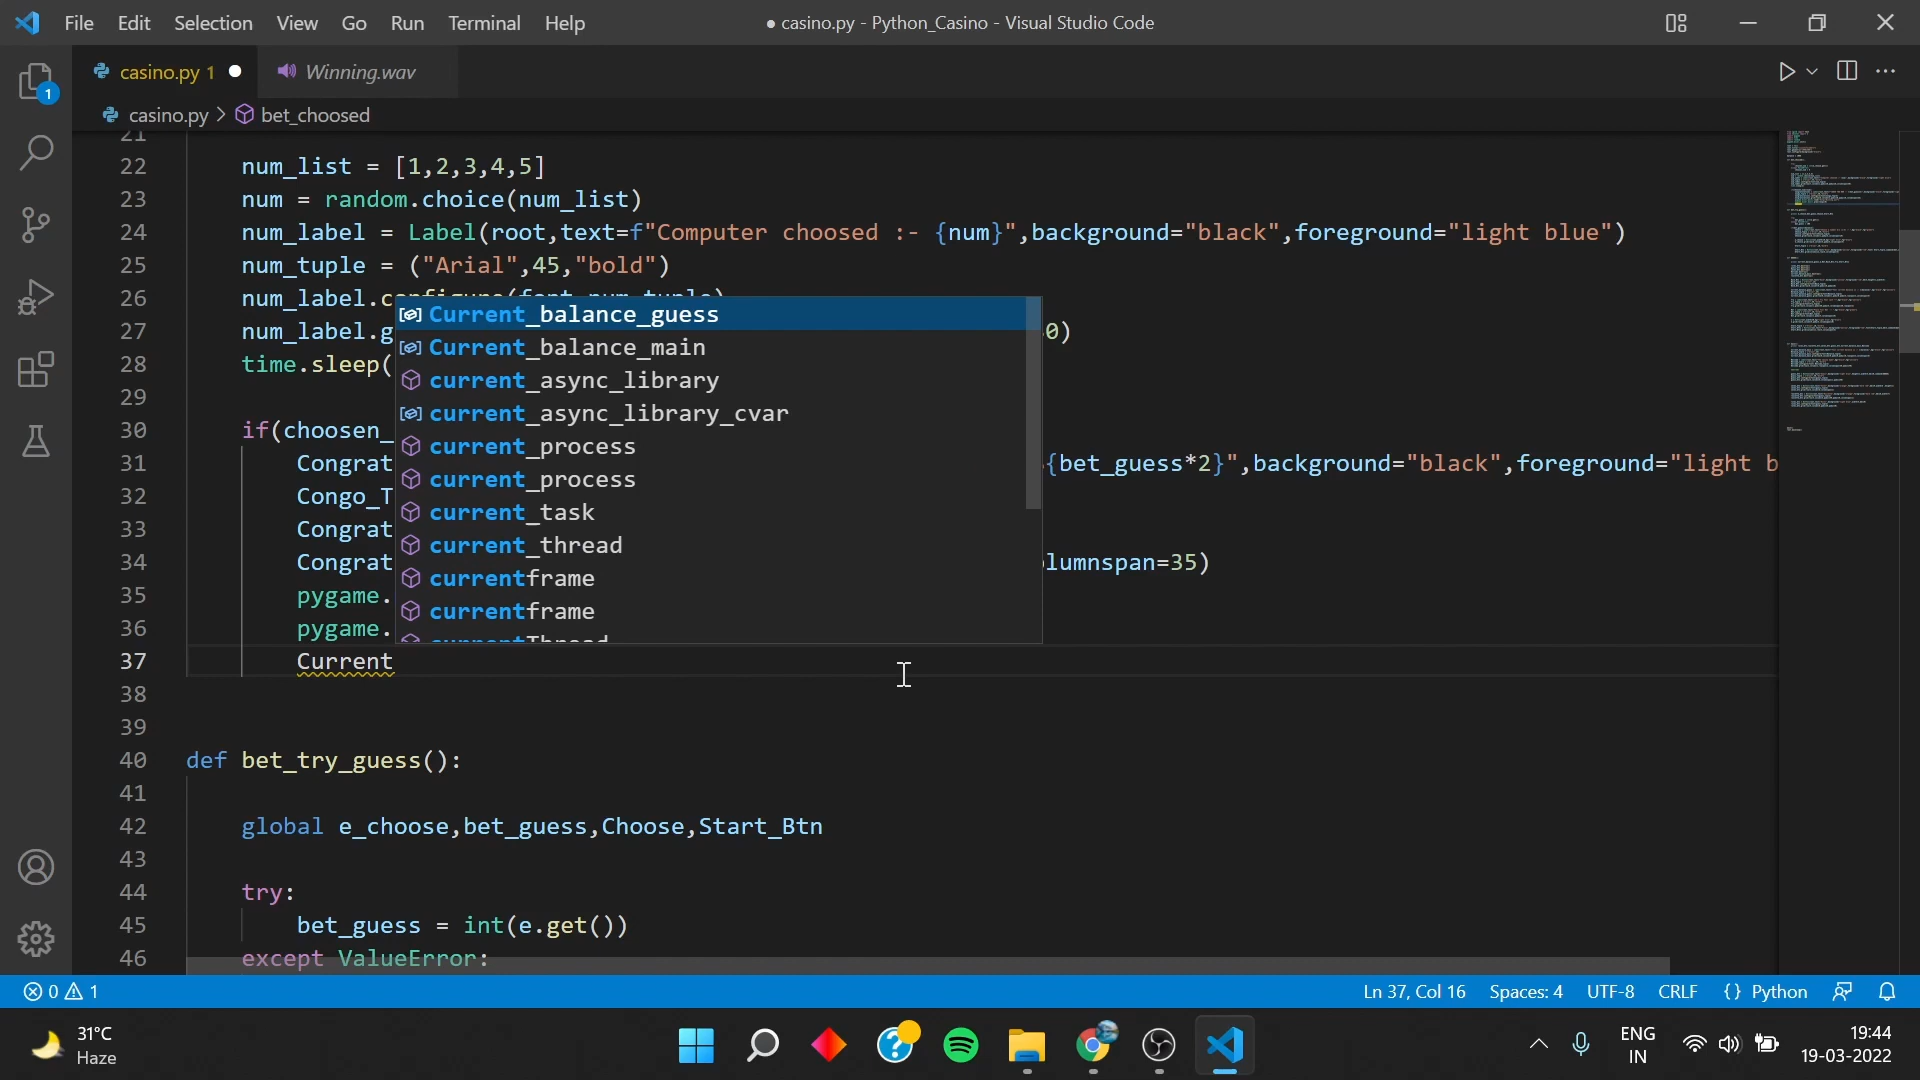 File Edit Selection View Go Run Terminal Help
● casino.py - Python_Casino - Visual Studio Code
casino.py 1 ●
Winning.wav
casino.py > bet_choosed
1
21
22 num_list = [1,2,3,4,5]
23 num = random.choice(num_list)
24 num_label = Label(root,text=f"Computer choosed :- {num}",background="black",foreground="light blue")
25 num_tuple = ("Arial",45,"bold")
26 num_label.configure(font=num_tuple)
27 num_label.g 0)
28 time.sleep(
29
30 if(choosen_
31 Congrat {bet_guess*2}",background="black",foreground="light b
32 Congo_T
33 Congrat
34 Congrat lumnspan=35)
35 pygame.
36 pygame.
37 Current
Current_balance_guess
Current_balance_main
current_async_library
current_async_library_cvar
current_process
current_process
current_task
current_thread
currentframe
currentframe
currentThread
38
39
40 def bet_try_guess():
41
42 global e_choose,bet_guess,Choose,Start_Btn
43
44 try:
45 bet_guess = int(e.get())
46 except ValueError:
0 1
Ln 37, Col 16 Spaces: 4 UTF-8 CRLF {} Python
31°C
Haze
ENG
IN
19:44
19-03-2022